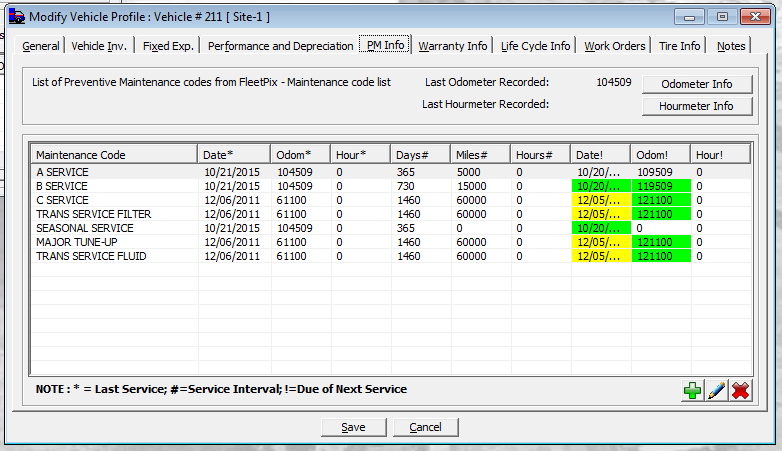 Modify Vehicle Profile : Vehicle # 211 [ Site-1 ]
General Vehicle Inv. Fixed Exp. Performance and Depreciation PM Info Warranty Info Life Cycle Info Work Orders Tire Info Notes
List of Preventive Maintenance codes from FleetPix - Maintenance code list Last Odometer Recorded: 104509 Odometer Info
Last Hourmeter Recorded: Hourmeter Info
Maintenance Code Date* Odom* Hour* Days# Miles# Hours# Date! Odom! Hour!
A SERVICE 10/21/2015 104509 0 365 5000 0 10/20/... 109509 0
B SERVICE 10/21/2015 104509 0 730 15000 0 10/20/... 119509 0
C SERVICE 12/06/2011 61100 0 1460 60000 0 12/05/... 121100 0
TRANS SERVICE FILTER 12/06/2011 61100 0 1460 60000 0 12/05/... 121100 0
SEASONAL SERVICE 10/21/2015 104509 0 365 0 0 10/20/... 0 0
MAJOR TUNE-UP 12/06/2011 61100 0 1460 60000 0 12/05/... 121100 0
TRANS SERVICE FLUID 12/06/2011 61100 0 1460 60000 0 12/05/... 121100 0
NOTE : * = Last Service; #=Service Interval; !=Due of Next Service
Save Cancel